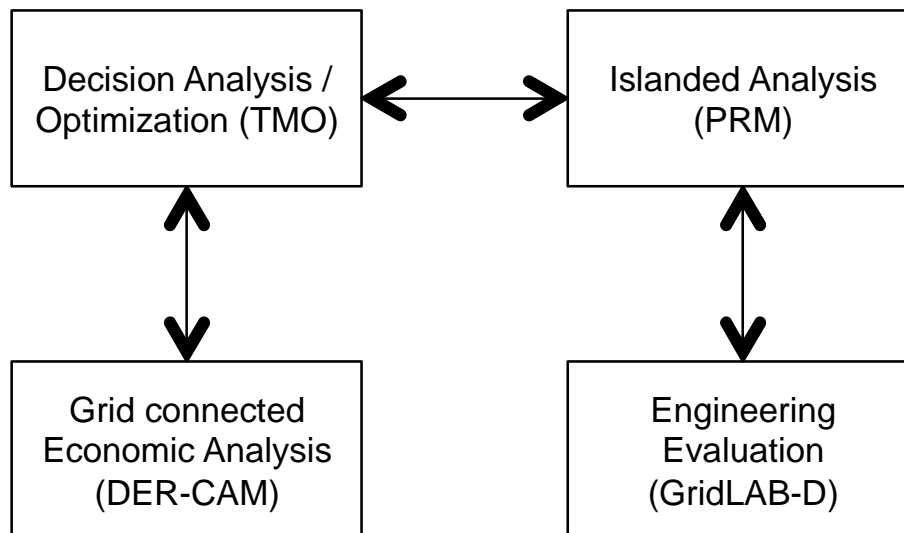 Decision Analysis /
Optimization (TMO)
Islanded Analysis
(PRM)
Grid connected
Economic Analysis
(DER-CAM)
Engineering
Evaluation
(GridLAB-D)